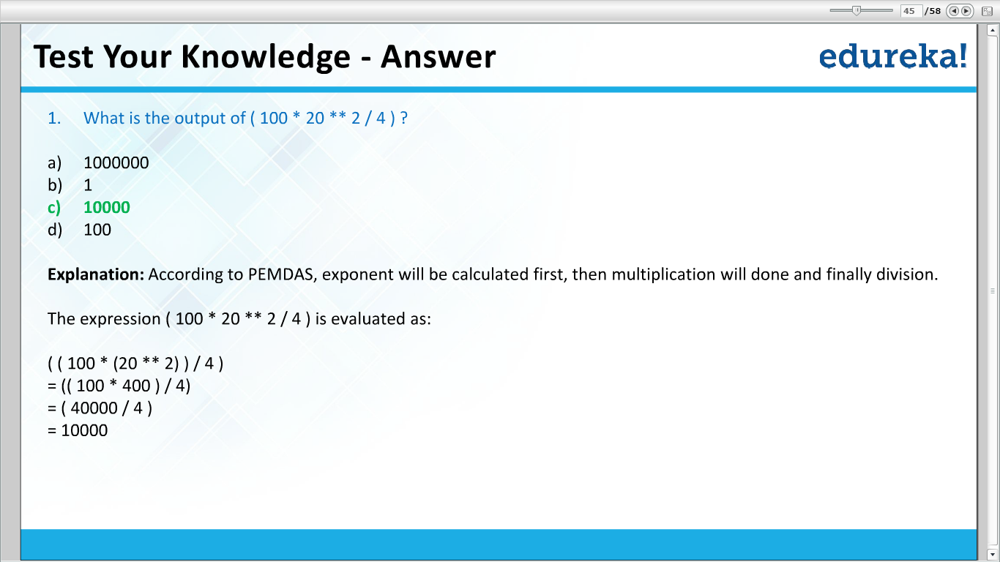 45 /58
Test Your Knowledge - Answer
edureka!
1. What is the output of ( 100 * 20 ** 2 / 4 ) ?
a) 1000000
b) 1
c) 10000
d) 100
Explanation: According to PEMDAS, exponent will be calculated first, then multiplication will done and finally division.
The expression ( 100 * 20 ** 2 / 4 ) is evaluated as:
( ( 100 * (20 ** 2) ) / 4 )
= (( 100 * 400 ) / 4)
= ( 40000 / 4 )
= 10000